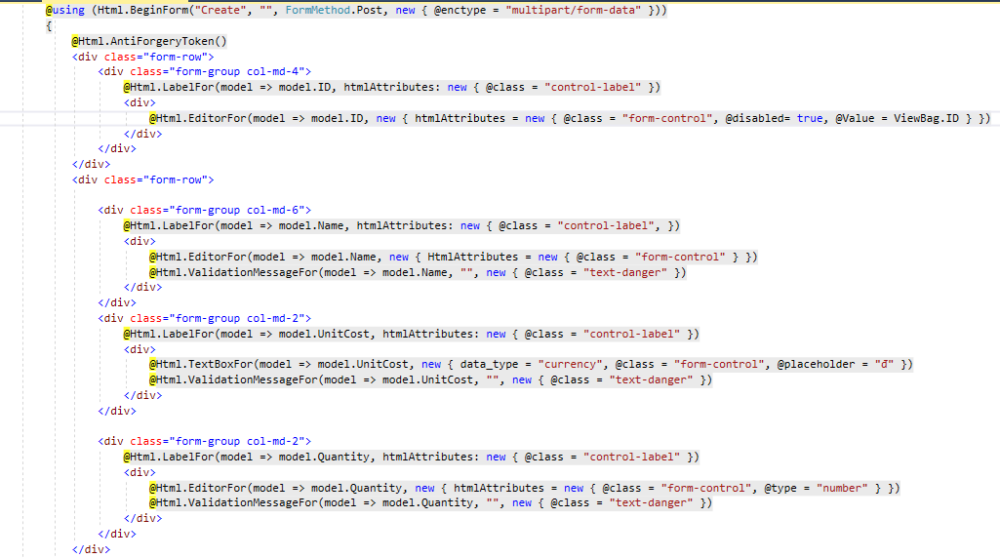 @using (Html.BeginForm("Create", "", FormMethod.Post, new { @enctype = "multipart/form-data" }))
{
@Html.AntiForgeryToken()
<div class="form-row">
<div class="form-group col-md-4">
@Html.LabelFor(model => model.ID, htmlAttributes: new { @class = "control-label" })
<div>
@Html.EditorFor(model => model.ID, new { htmlAttributes = new { @class = "form-control", @disabled= true, @Value = ViewBag.ID } })
</div>
</div>
</div>
<div class="form-row">
<div class="form-group col-md-6">
@Html.LabelFor(model => model.Name, htmlAttributes: new { @class = "control-label", })
<div>
@Html.EditorFor(model => model.Name, new { HtmlAttributes = new { @class = "form-control" } })
@Html.ValidationMessageFor(model => model.Name, "", new { @class = "text-danger" })
</div>
</div>
<div class="form-group col-md-2">
@Html.LabelFor(model => model.UnitCost, htmlAttributes: new { @class = "control-label" })
<div>
@Html.TextBoxFor(model => model.UnitCost, new { data_type = "currency", @class = "form-control", @placeholder = "đ" })
@Html.ValidationMessageFor(model => model.UnitCost, "", new { @class = "text-danger" })
</div>
</div>
<div class="form-group col-md-2">
@Html.LabelFor(model => model.Quantity, htmlAttributes: new { @class = "control-label" })
<div>
@Html.EditorFor(model => model.Quantity, new { htmlAttributes = new { @class = "form-control", @type = "number" } })
@Html.ValidationMessageFor(model => model.Quantity, "", new { @class = "text-danger" })
</div>
</div>
</div>